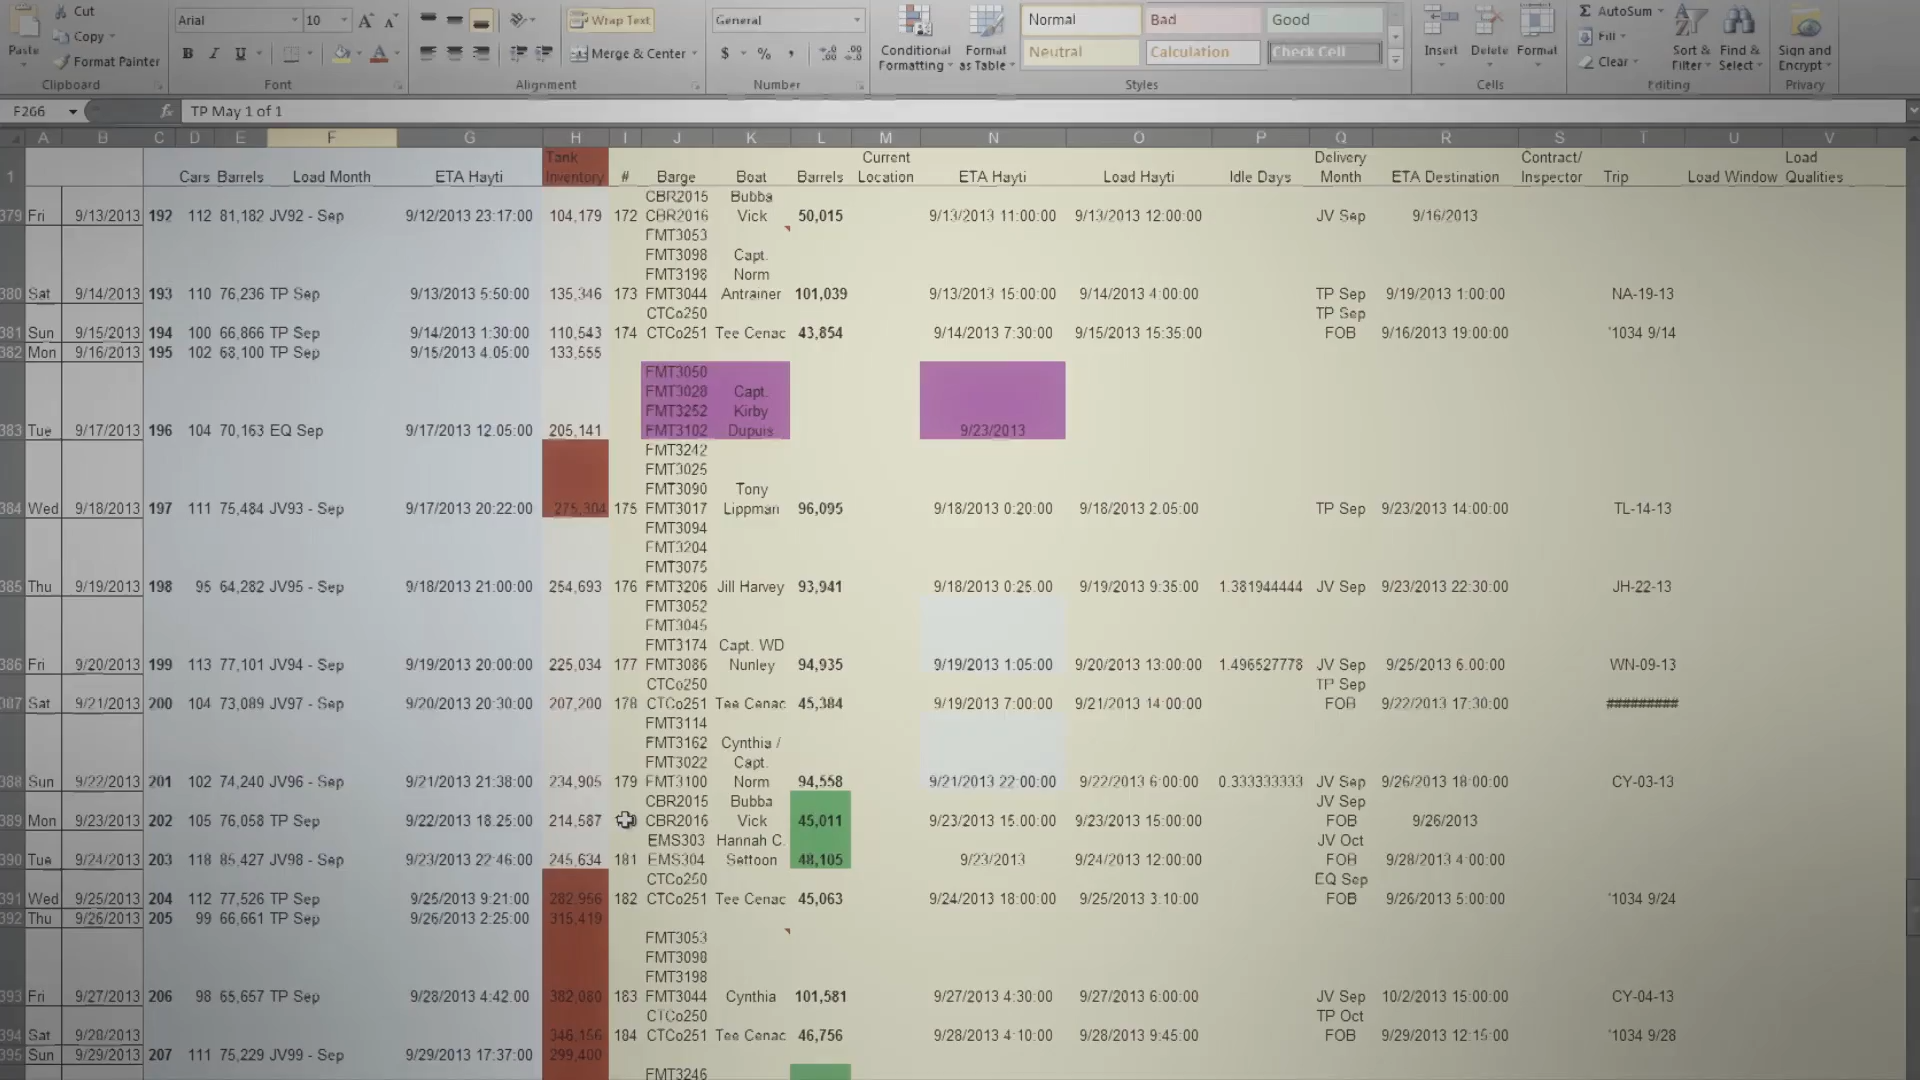 Cut
Copy
Format Painter
Paste
Clipboard
Arial 10 A A
B I U A
Font
Wrap Text
Merge & Center
Alignment
General
$ % ,
Number
Conditional Formatting
Format as Table
Normal Bad Good
Neutral Calculation Check Cell
Styles
Insert Delete Format
Cells
Σ AutoSum
Fill
Clear
Sort & Filter
Find & Select
Editing
Sign and Encrypt
Privacy
F266 fx TP May 1 of 1
A B C D E F G H I J K L M N O P Q R S T U V
1 Cars Barrels Load Month ETA Hayti Tank Inventory # Barge Boat Barrels Current Location ETA Hayti Load Hayti Idle Days Delivery Month ETA Destination Contract/ Inspector Trip Load Window Load Qualities
CBR2015 Bubba
379 Fri 9/13/2013 192 112 81,182 JV92 - Sep 9/12/2013 23:17:00 104,179 172 CBR2016 Vick 50,015 9/13/2013 11:00:00 9/13/2013 12:00:00 JV Sep 9/16/2013
FMT3053
FMT3098 Capt.
FMT3198 Norm
380 Sat 9/14/2013 193 110 76,236 TP Sep 9/13/2013 5:50:00 135,346 173 FMT3044 Antrainer 101,039 9/13/2013 15:00:00 9/14/2013 4:00:00 TP Sep 9/19/2013 1:00:00 NA-19-13
CTCo250 TP Sep
381 Sun 9/15/2013 194 100 66,866 TP Sep 9/14/2013 1:30:00 110,543 174 CTCo251 Tee Cenac 43,854 9/14/2013 7:30:00 9/15/2013 15:35:00 FOB 9/16/2013 19:00:00 '1034 9/14
382 Mon 9/16/2013 195 102 68,100 TP Sep 9/15/2013 4:05:00 133,555
FMT3050
FMT3028 Capt.
FMT3252 Kirby
383 Tue 9/17/2013 196 104 70,163 EQ Sep 9/17/2013 12:05:00 205,141 FMT3102 Dupuis 9/23/2013
FMT3242
FMT3025
FMT3090 Tony
384 Wed 9/18/2013 197 111 75,484 JV93 - Sep 9/17/2013 20:22:00 275,304 175 FMT3017 Lippman 96,095 9/18/2013 0:20:00 9/18/2013 2:05:00 TP Sep 9/23/2013 14:00:00 TL-14-13
FMT3094
FMT3204
FMT3075
385 Thu 9/19/2013 198 95 64,282 JV95 - Sep 9/18/2013 21:00:00 254,693 176 FMT3206 Jill Harvey 93,941 9/18/2013 0:25:00 9/19/2013 9:35:00 1.381944444 JV Sep 9/23/2013 22:30:00 JH-22-13
FMT3052
FMT3045
FMT3174 Capt. WD
386 Fri 9/20/2013 199 113 77,101 JV94 - Sep 9/19/2013 20:00:00 225,034 177 FMT3086 Nunley 94,935 9/19/2013 1:05:00 9/20/2013 13:00:00 1.496527778 JV Sep 9/25/2013 6:00:00 WN-09-13
CTCo250 TP Sep
387 Sat 9/21/2013 200 104 73,089 JV97 - Sep 9/20/2013 20:30:00 207,200 178 CTCo251 Tee Cenac 45,384 9/19/2013 7:00:00 9/21/2013 14:00:00 FOB 9/22/2013 17:30:00 #########
FMT3114
FMT3162 Cynthia /
FMT3022 Capt.
388 Sun 9/22/2013 201 102 74,240 JV96 - Sep 9/21/2013 21:38:00 234,905 179 FMT3100 Norm 94,558 9/21/2013 22:00:00 9/22/2013 6:00:00 0.333333333 JV Sep 9/26/2013 18:00:00 CY-03-13
CBR2015 Bubba JV Sep
389 Mon 9/23/2013 202 105 76,058 TP Sep 9/22/2013 18:25:00 214,587 CBR2016 Vick 45,011 9/23/2013 15:00:00 9/23/2013 15:00:00 FOB 9/26/2013
EMS303 Hannah C. JV Oct
390 Tue 9/24/2013 203 118 85,427 JV98 - Sep 9/23/2013 22:46:00 245,634 181 EMS304 Settoon 48,105 9/23/2013 9/24/2013 12:00:00 FOB 9/28/2013 4:00:00
CTCo250 EQ Sep
391 Wed 9/25/2013 204 112 77,526 TP Sep 9/25/2013 9:21:00 282,956 182 CTCo251 Tee Cenac 45,063 9/24/2013 18:00:00 9/25/2013 3:10:00 FOB 9/26/2013 5:00:00 '1034 9/24
392 Thu 9/26/2013 205 99 66,661 TP Sep 9/26/2013 2:25:00 315,419
FMT3053
FMT3098
FMT3198
393 Fri 9/27/2013 206 98 65,657 TP Sep 9/28/2013 4:42:00 382,080 183 FMT3044 Cynthia 101,581 9/27/2013 4:30:00 9/27/2013 6:00:00 JV Sep 10/2/2013 15:00:00 CY-04-13
CTCo250 TP Oct
394 Sat 9/28/2013 346,156 184 CTCo251 Tee Cenac 46,756 9/28/2013 4:10:00 9/28/2013 9:45:00 FOB 9/29/2013 12:15:00 '1034 9/28
395 Sun 9/29/2013 207 111 75,229 JV99 - Sep 9/29/2013 17:37:00 299,400
FMT3246